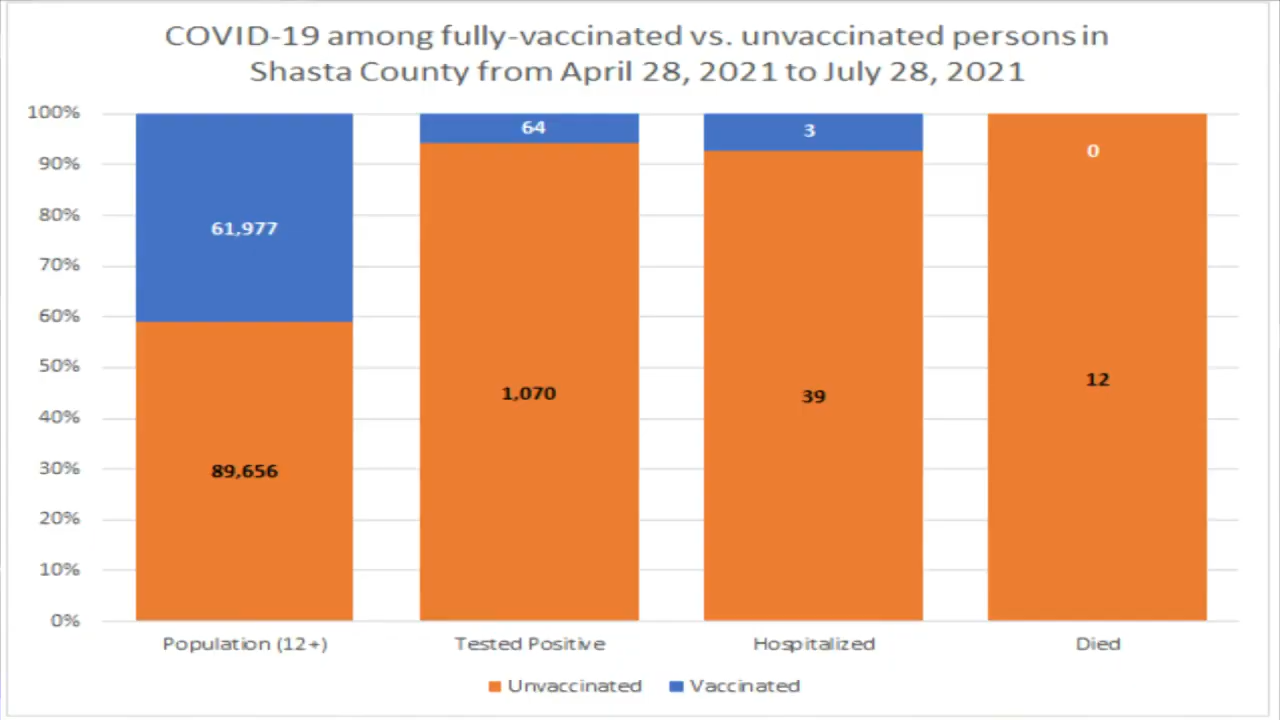 COVID-19 among fully-vaccinated vs. unvaccinated persons in
Shasta County from April 28, 2021 to July 28, 2021
100%
90%
80%
70%
60%
50%
40%
30%
20%
10%
0%
61,977
89,656
64
1,070
3
39
0
12
Population (12+)
Tested Positive
Hospitalized
Died
Unvaccinated
Vaccinated